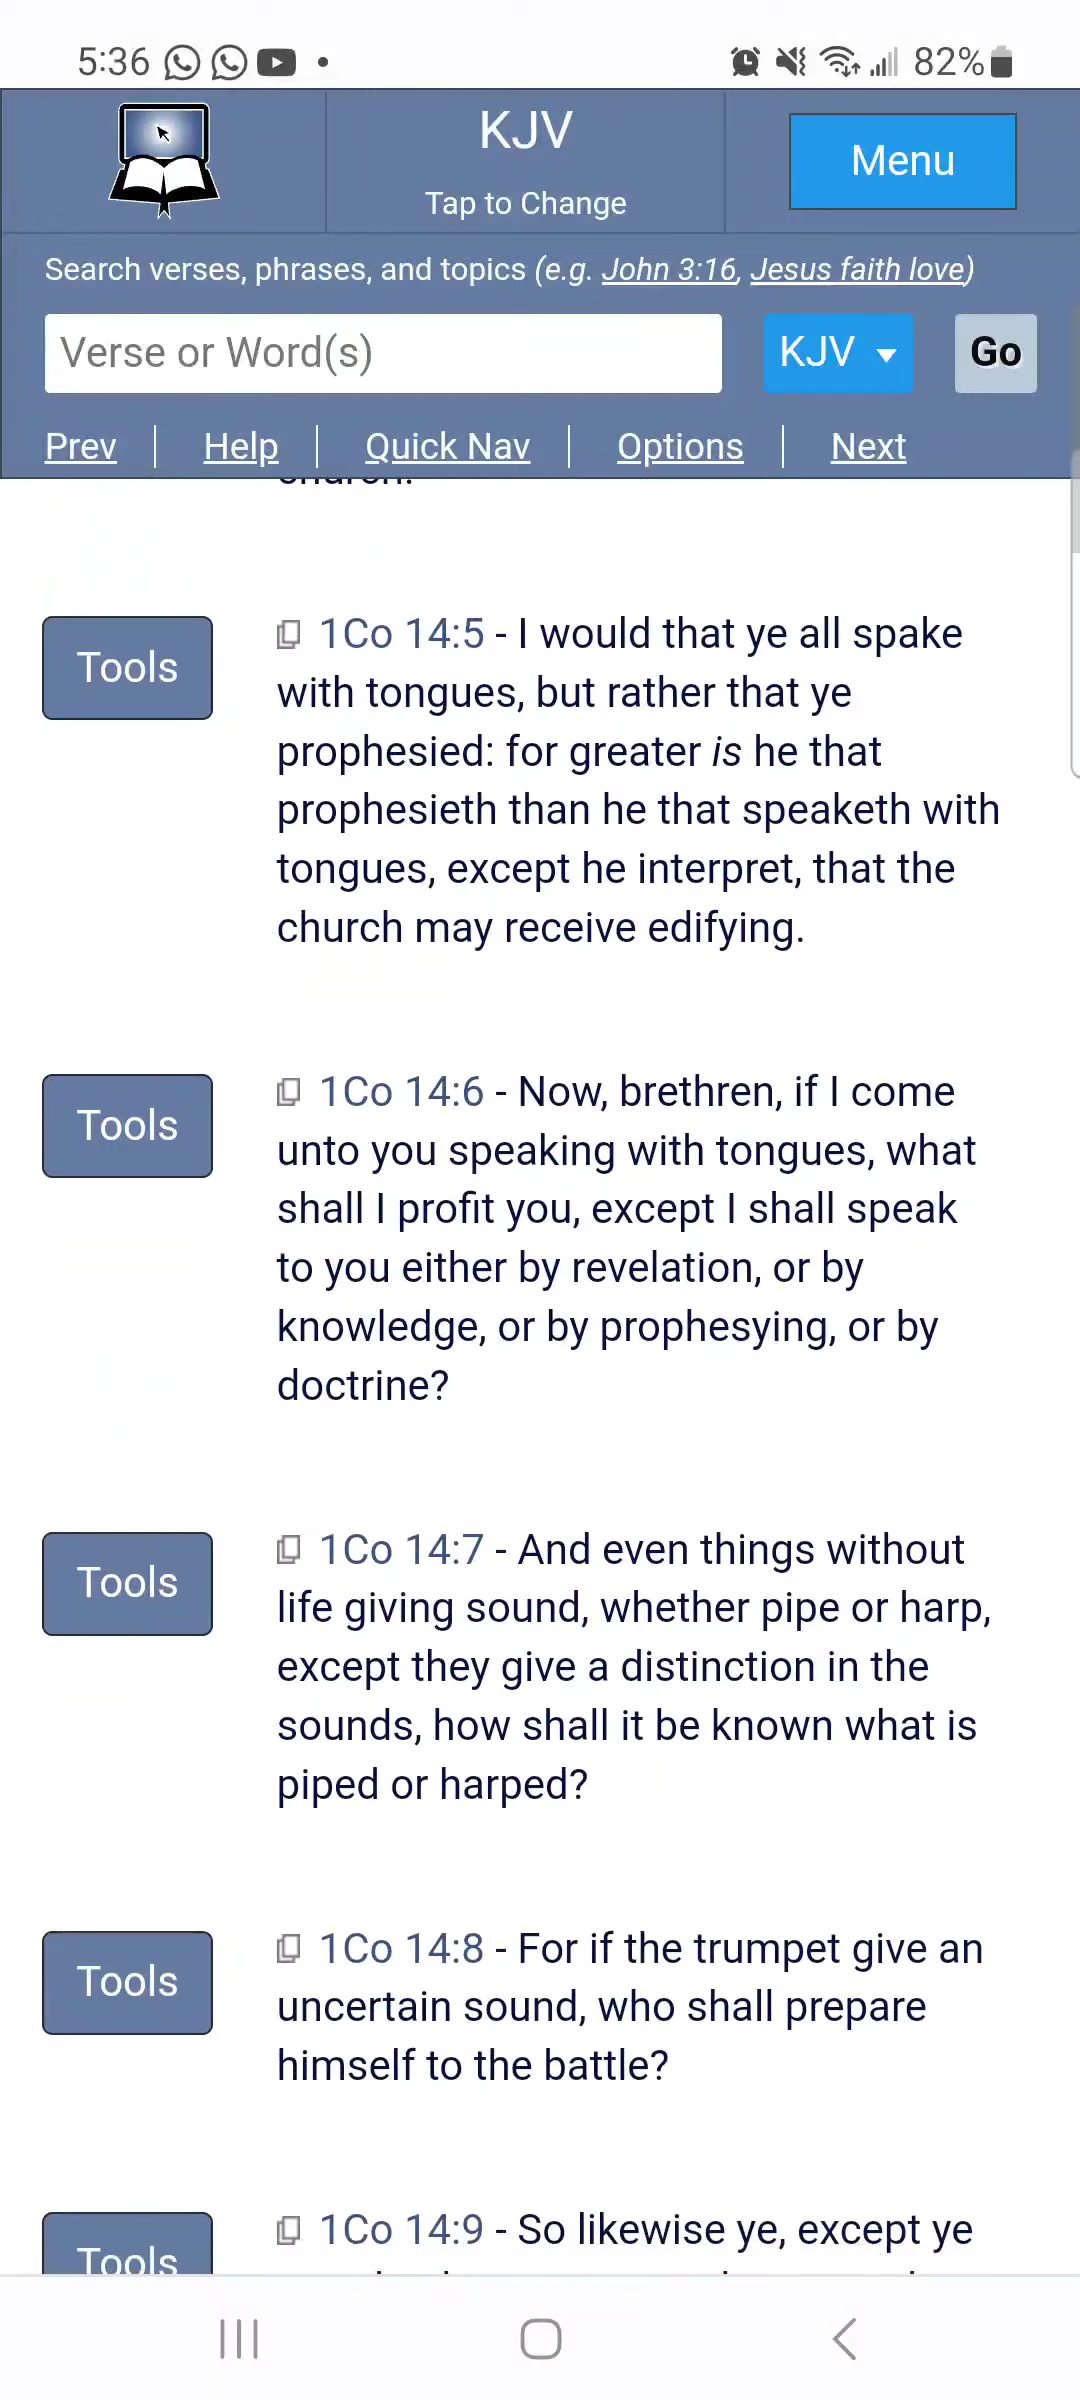 5:36 82%
KJV
Tap to Change
Menu
Search verses, phrases, and topics (e.g. John 3:16, Jesus faith love)
Verse or Word(s)
KJV
Go
Prev | Help | Quick Nav | Options | Next
church.
Tools
1Co 14:5 - I would that ye all spake
with tongues, but rather that ye
prophesied: for greater is he that
prophesieth than he that speaketh with
tongues, except he interpret, that the
church may receive edifying.
Tools
1Co 14:6 - Now, brethren, if I come
unto you speaking with tongues, what
shall I profit you, except I shall speak
to you either by revelation, or by
knowledge, or by prophesying, or by
doctrine?
Tools
1Co 14:7 - And even things without
life giving sound, whether pipe or harp,
except they give a distinction in the
sounds, how shall it be known what is
piped or harped?
Tools
1Co 14:8 - For if the trumpet give an
uncertain sound, who shall prepare
himself to the battle?
Tools
1Co 14:9 - So likewise ye, except ye